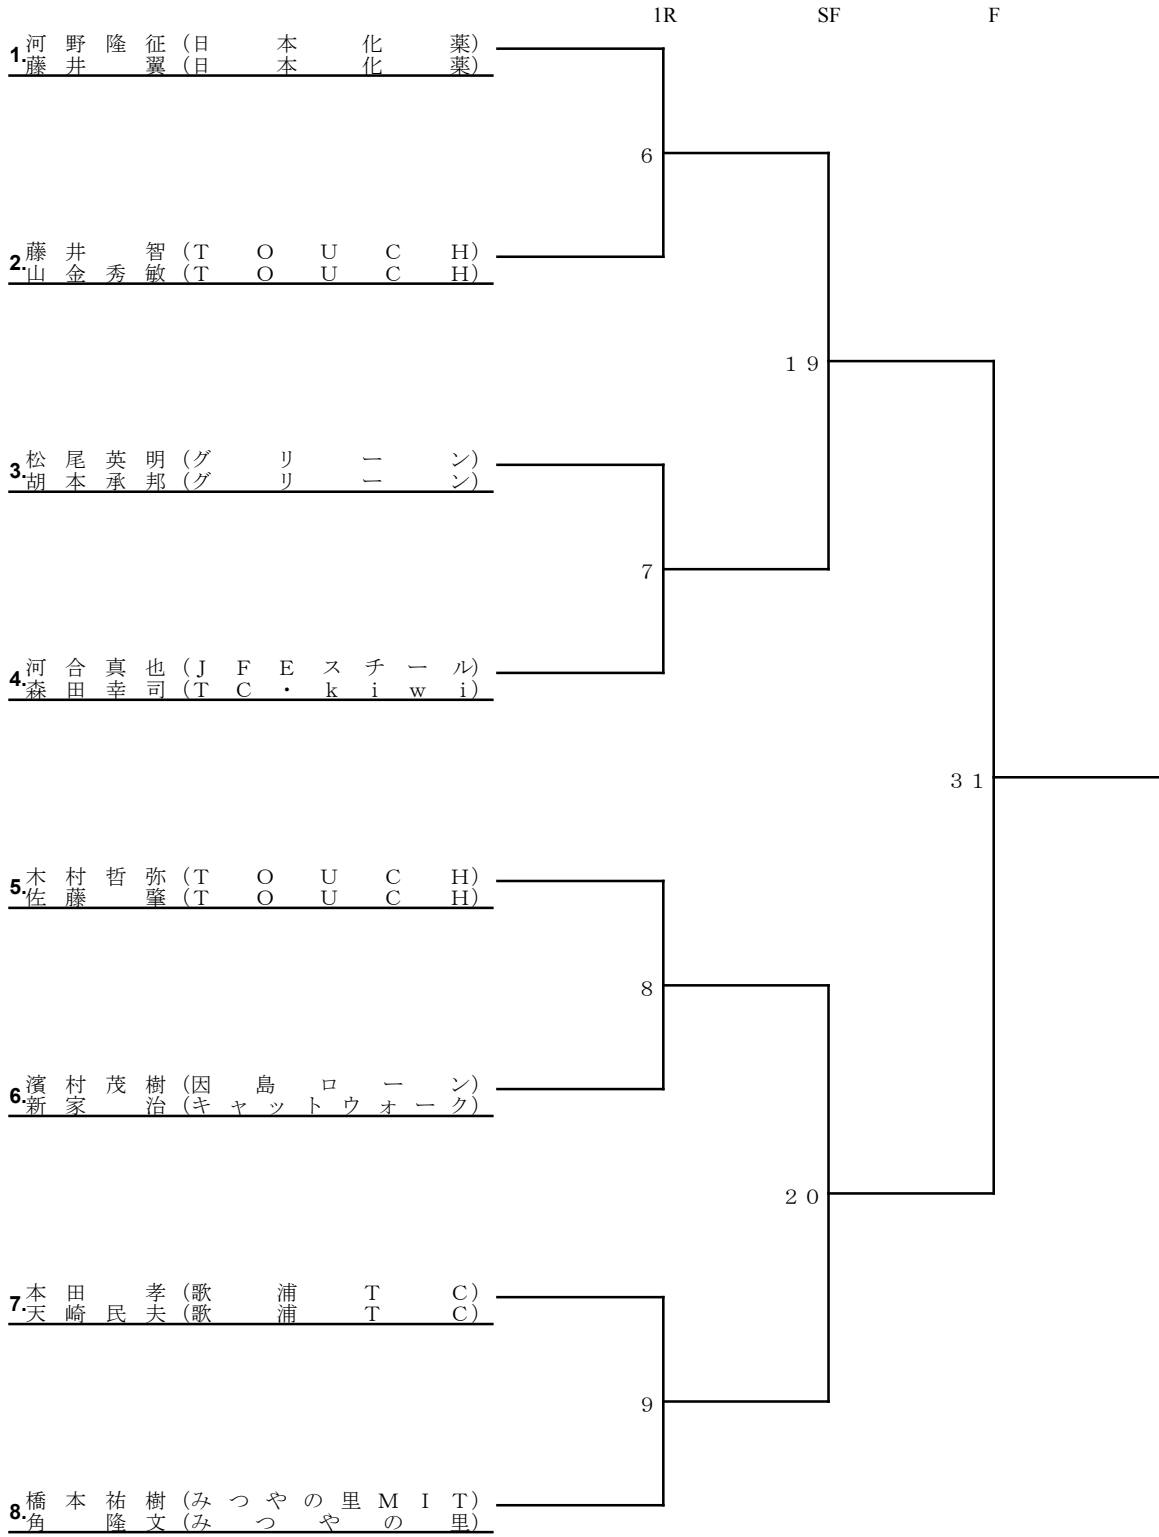 1R SF F
1. 河野隆征(日本化薬)
藤井翼(日本化薬)
6
2. 藤井智(ＴＯＵＣＨ)
山金秀敏(ＴＯＵＣＨ)
１９
3. 松尾英明(グリーン)
胡本承邦(グリーン)
7
4. 河合真也(ＪＦＥスチール)
森田幸司(ＴＣ・ｋｉｗｉ)
３１
5. 木村哲弥(ＴＯＵＣＨ)
佐藤肇(ＴＯＵＣＨ)
8
6. 濱村茂樹(因島ローン)
新家治(キャットウォーク)
２０
7. 本田孝(歌浦ＴＣ)
天崎民夫(歌浦ＴＣ)
9
8. 橋本祐樹(みつやの里ＭＩＴ)
角隆文(みつやの里)